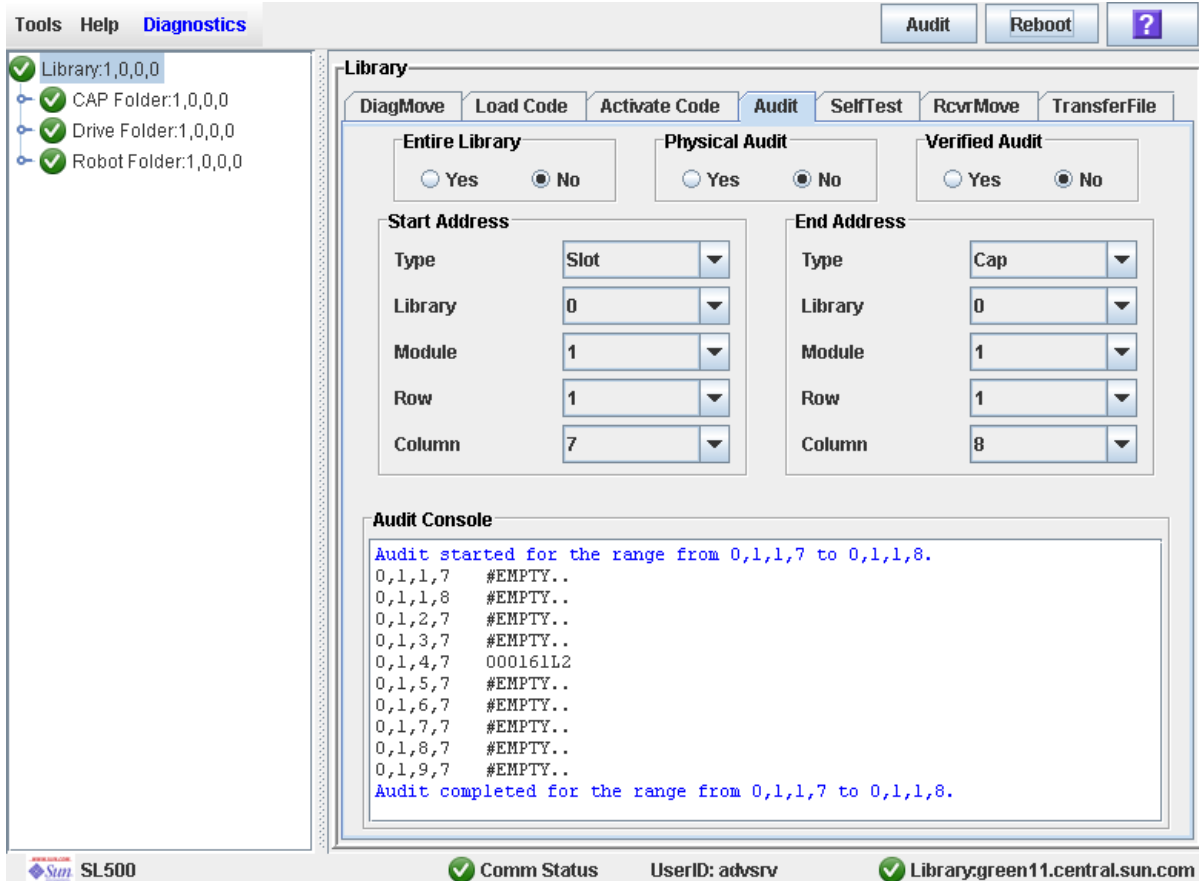 Tools Help Diagnostics Audit Reboot ?
Library:1,0,0,0
CAP Folder:1,0,0,0
Drive Folder:1,0,0,0
Robot Folder:1,0,0,0
Library
DiagMove Load Code Activate Code Audit SelfTest RcvrMove TransferFile
Entire Library Physical Audit Verified Audit
Yes No Yes No Yes No
Start Address End Address
Type Slot Type Cap
Library 0 Library 0
Module 1 Module 1
Row 1 Row 1
Column 7 Column 8
Audit Console
Audit started for the range from 0,1,1,7 to 0,1,1,8.
0,1,1,7 #EMPTY..
0,1,1,8 #EMPTY..
0,1,2,7 #EMPTY..
0,1,3,7 #EMPTY..
0,1,4,7 000161L2
0,1,5,7 #EMPTY..
0,1,6,7 #EMPTY..
0,1,7,7 #EMPTY..
0,1,8,7 #EMPTY..
0,1,9,7 #EMPTY..
Audit completed for the range from 0,1,1,7 to 0,1,1,8.
Sun SL500 Comm Status UserID: advsrv Library:green11.central.sun.com